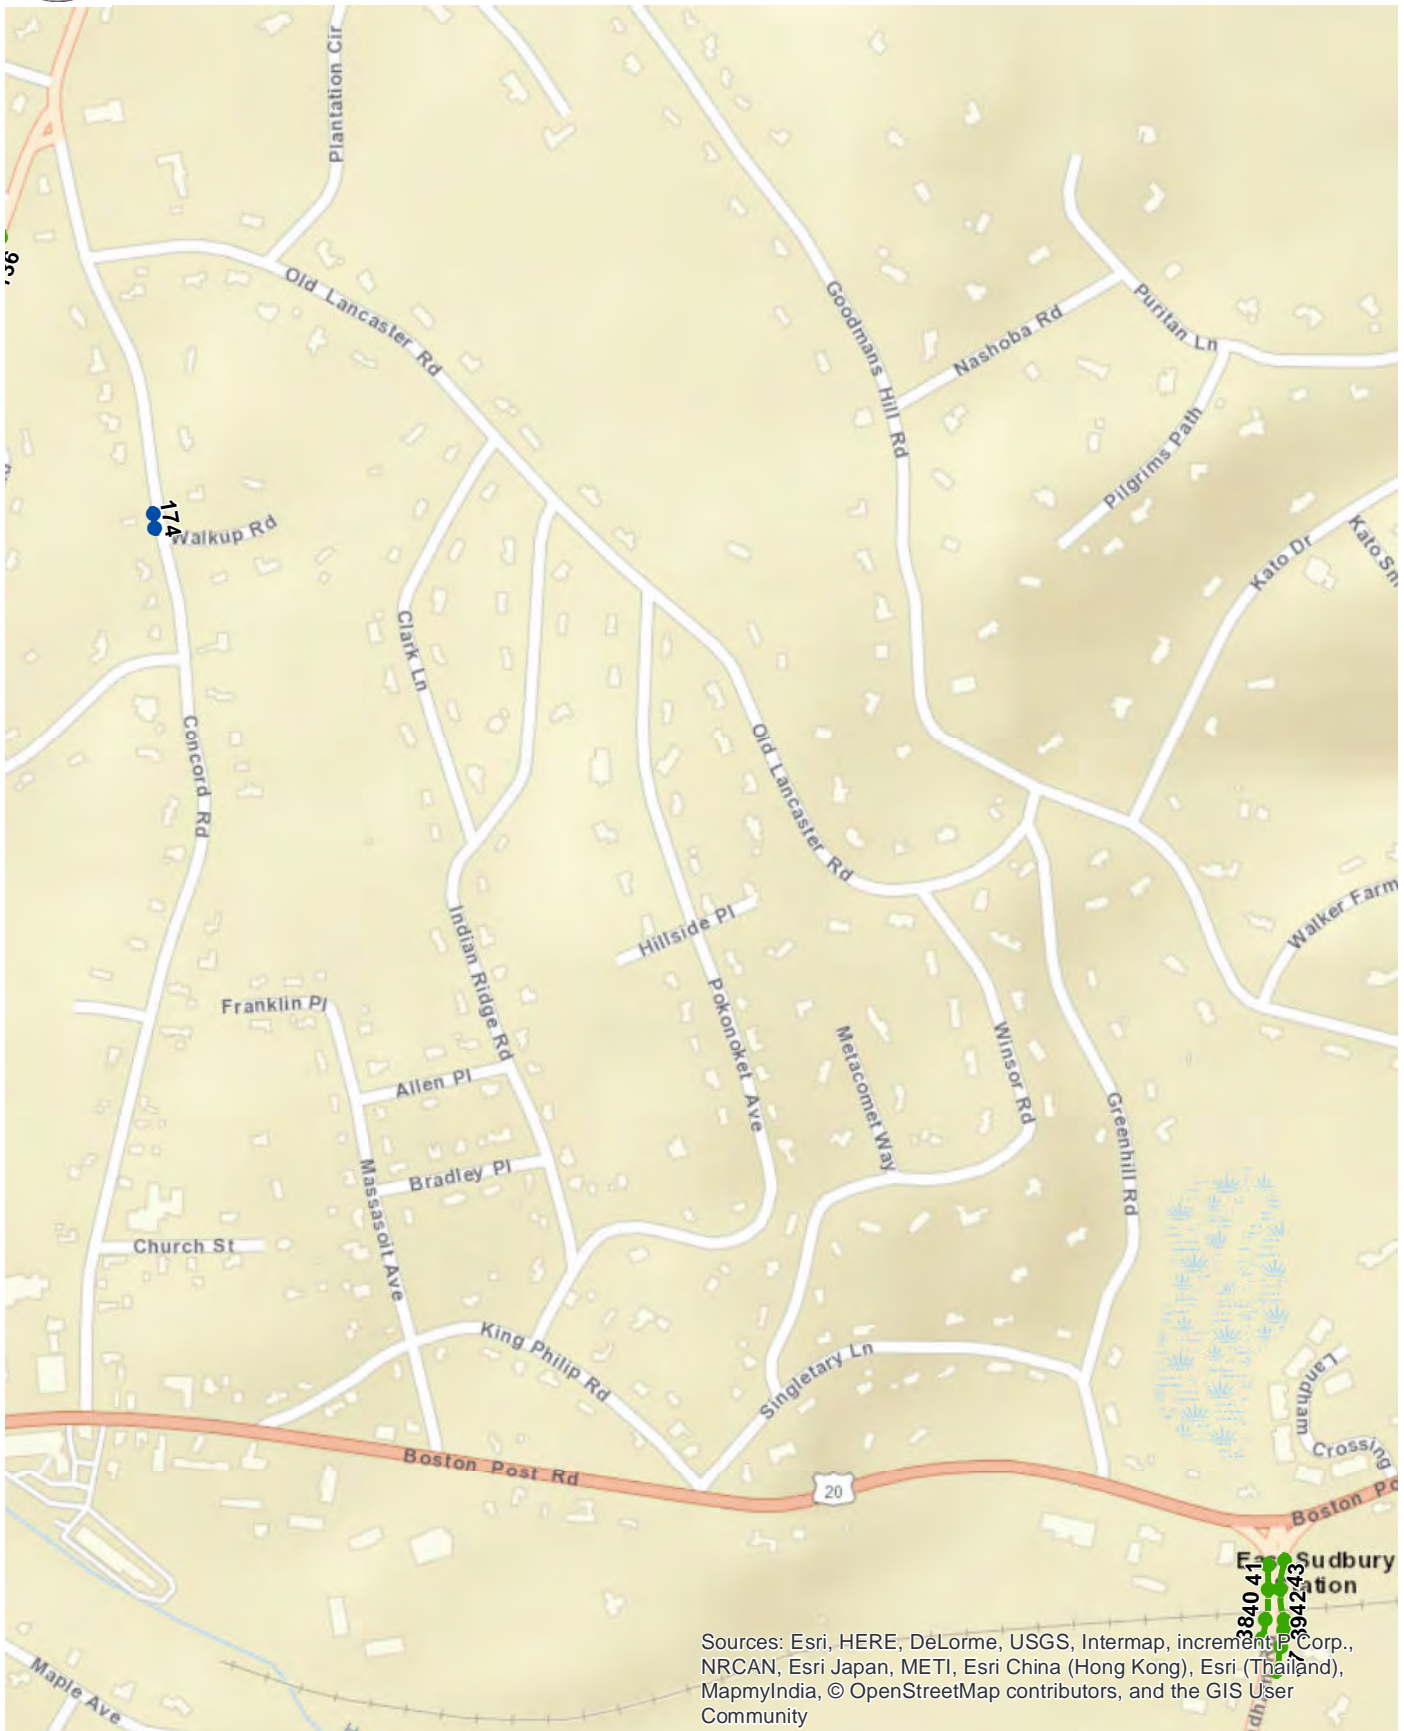 Plantation Cir
Old Lancaster Rd
Goodmans Hill Rd
Nashoba Rd
Puritan Ln
Pilgrims Path
174
Walkup Rd
Kato Dr
Clark Ln
Concord Rd
Old Lancaster Rd
Walker Farm
Hillside Pl
Indian Ridge Rd
Franklin Pl
Pokonoket Ave
Metacomet Way
Winsor Rd
Allen Pl
Greenhill Rd
Bradley Pl
Massasoit Ave
Church St
King Philip Rd
Singletary Ln
Landham
Crossing
Boston Post Rd
20
Boston Po
Sudbury
41
43
40
42
38
39
Maple Ave
Sources: Esri, HERE, DeLorme, USGS, Intermap, increment P Corp.,
NRCAN, Esri Japan, METI, Esri China (Hong Kong), Esri (Thailand),
MapmyIndia, © OpenStreetMap contributors, and the GIS User
Community